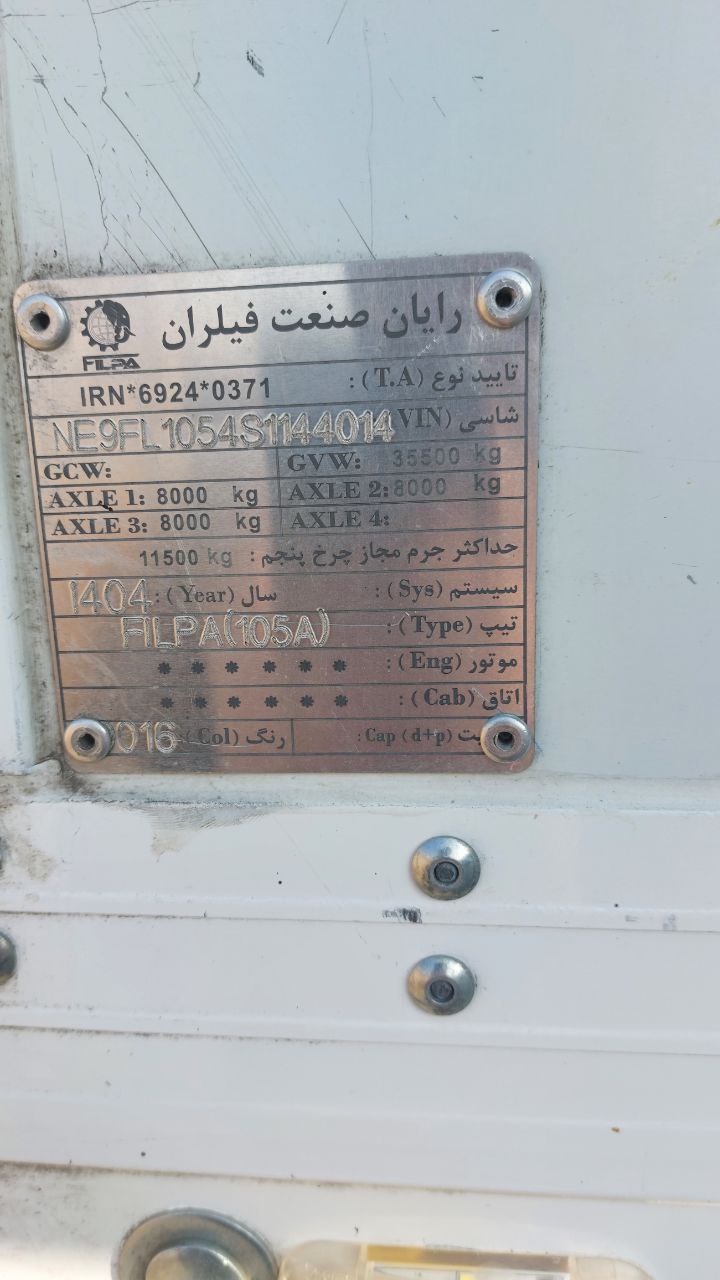 رایان صنعت فیلران
FILPA
تایید نوع (T.A) : IRN*6924*0371
شاسی (VIN NE9FL1054S1144014
GCW: GVW: 35500 kg
AXLE 1: 8000 kg AXLE 2: 8000 kg
AXLE 3: 8000 kg AXLE 4:
حداکثر جرم مجاز چرخ پنجم : 11500 kg
سیستم (Sys) : سال (Year) : 1404
تیپ (Type) : FILPA(105A)
موتور (Eng) : * * * * * *
اتاق (Cab) : * * * * * *
Cap (d+p) : رنگ (Col) 016